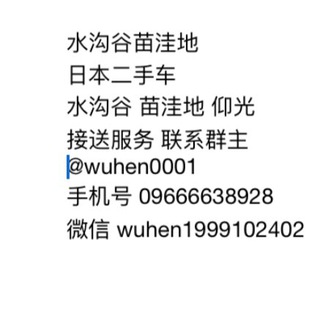 水沟谷苗洼地
日本二手车
水沟谷 苗洼地 仰光
接送服务 联系群主
@wuhen0001
手机号 09666638928
微信 wuhen1999102402